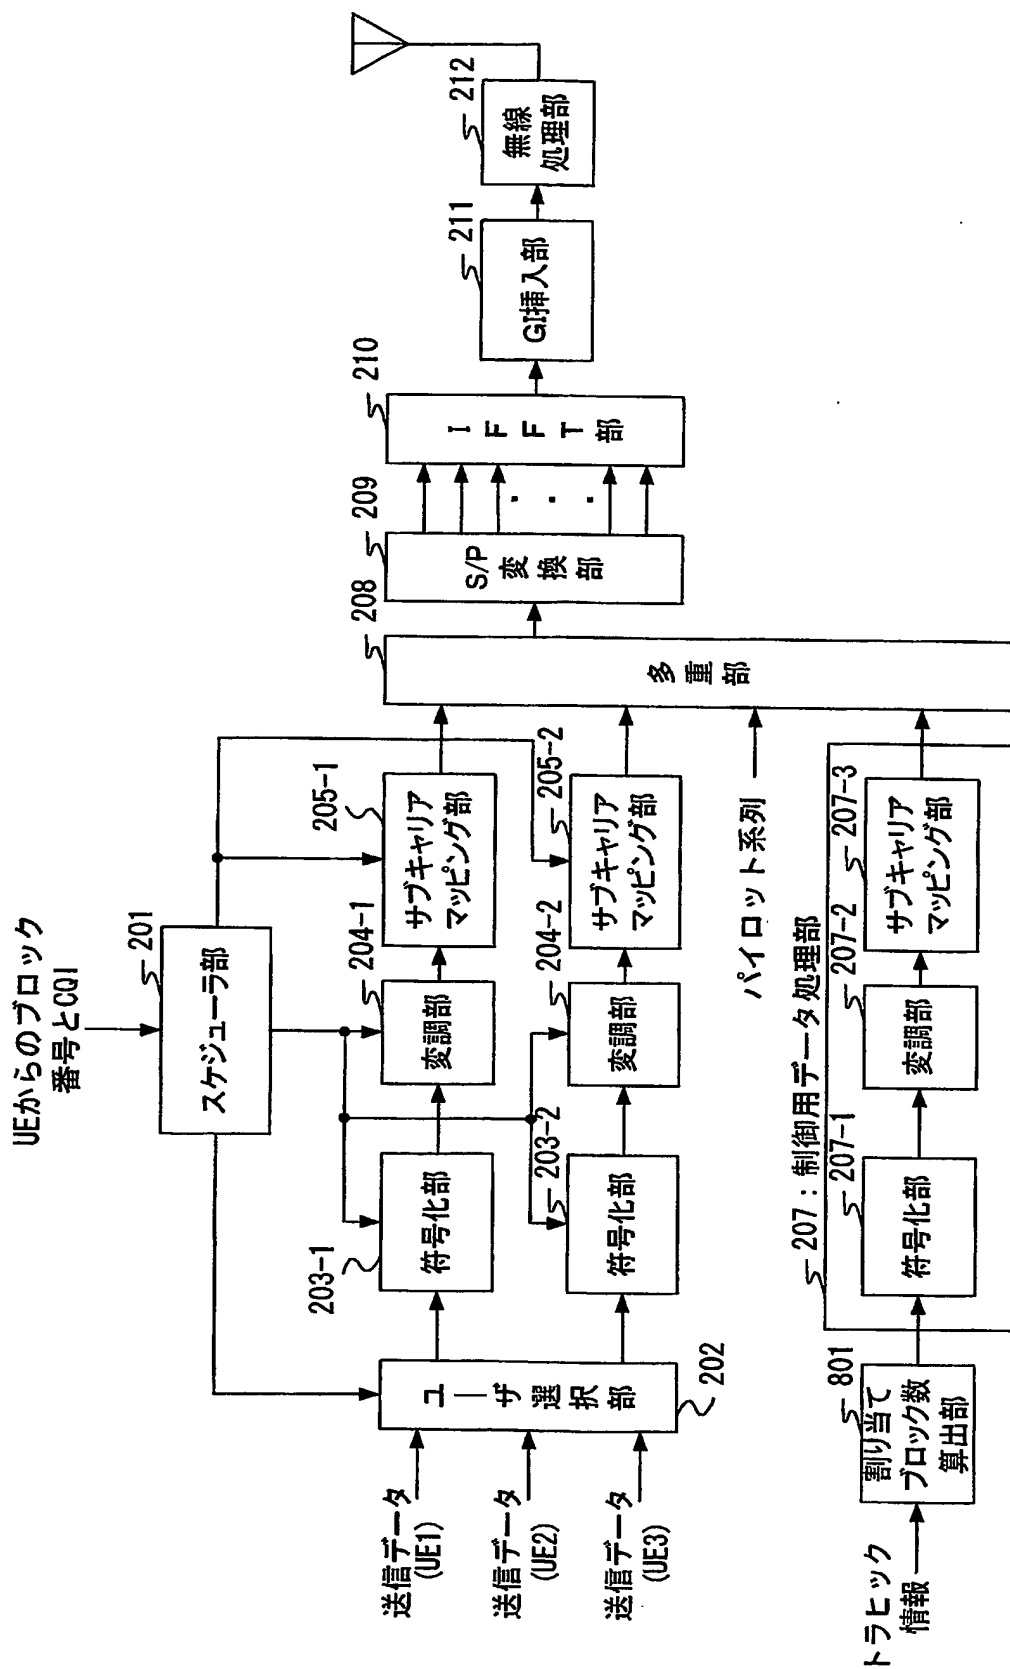 UEからのブロック
番号とCQI
201
スケジューラ部
送信データ
(UE1)
送信データ
(UE2)
送信データ
(UE3)
ユーザ選択部
202
203-1
符号化部
204-1
変調部
205-1
サブキャリア
マッピング部
203-2
符号化部
204-2
変調部
205-2
サブキャリア
マッピング部
パイロット系列
トラヒック
情報
801
割り当て
ブロック数
算出部
207：制御用データ処理部
207-1
符号化部
207-2
変調部
207-3
サブキャリア
マッピング部
208
多重部
209
S/P
変換部
210
IFFT部
211
GI挿入部
212
無線
処理部